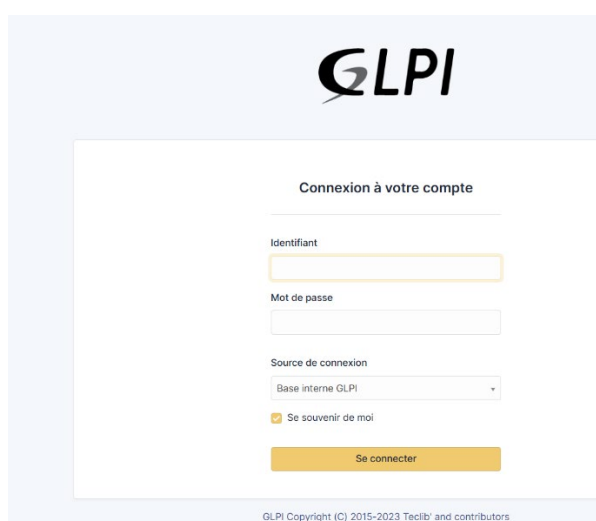 GLPI
Connexion à votre compte
Identifiant
Mot de passe
Source de connexion
Base interne GLPI
Se souvenir de moi
Se connecter
GLPI Copyright (C) 2015-2023 Teclib' and contributors